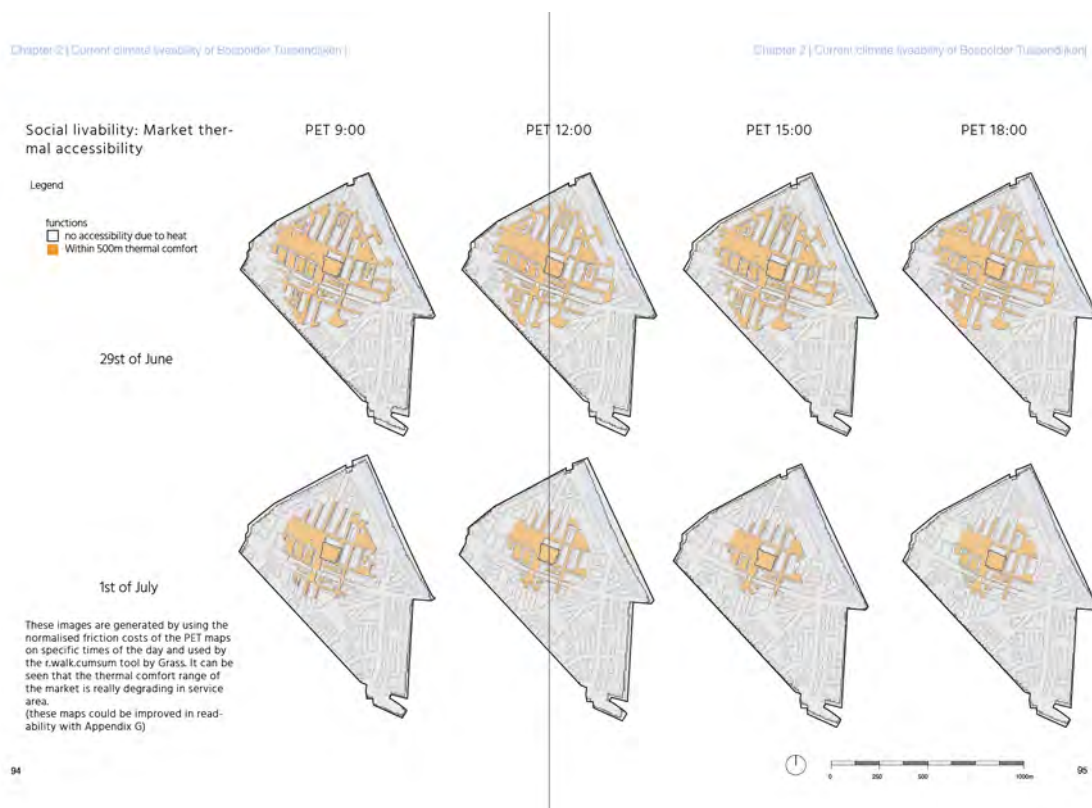 Chapter 2 | Current climate liveability of Bospolder Tussendijken |
Chapter 2 | Current climate liveability of Bospolder Tussendijken|
Social livability: Market ther-
mal accessibility
PET 9:00
PET 12:00
PET 15:00
PET 18:00
Legend
functions
no accessibility due to heat
Within 500m thermal comfort
29st of June
1st of July
These images are generated by using the
normalised friction costs of the PET maps
on specific times of the day and used by
the r.walk.cumsum tool by Grass. It can be
seen that the thermal comfort range of
the market is really degrading in service
area.
(these maps could be improved in read-
ability with Appendix G)
94
0 250 500 1000m
95